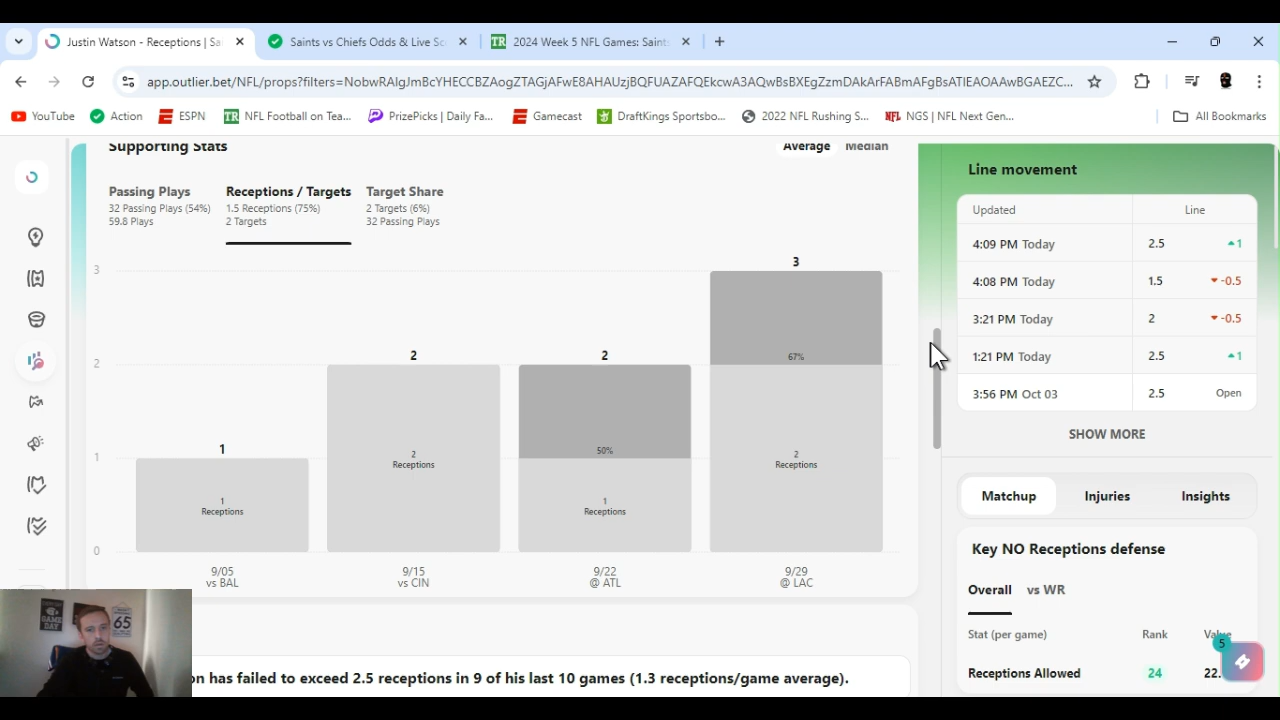 Justin Watson - Receptions | Sa
Saints vs Chiefs Odds & Live Sc
2024 Week 5 NFL Games: Saint
app.outlier.bet/NFL/props?filters=
YouTube
Action
ESPN
NFL Football on Tea...
PrizePicks | Daily Fa...
Gamecast
DraftKings Sportsbo...
2022 NFL Rushing S...
NGS | NFL Next Gen...
All Bookmarks
Supporting Stats
Average Median
Passing Plays
32 Passing Plays (54%)
59.8 Plays
Receptions / Targets
1.5 Receptions (75%)
2 Targets
Target Share
2 Targets (6%)
32 Passing Plays
3
2
1
0
1
1
Receptions
2
2
Receptions
2
50%
1
Receptions
3
67%
2
Receptions
9/05
vs BAL
9/15
vs CIN
9/22
@ ATL
9/29
@ LAC
on has failed to exceed 2.5 receptions in 9 of his last 10 games (1.3 receptions/game average).
Line movement
Updated Line
4:09 PM Today 2.5 1
4:08 PM Today 1.5 -0.5
3:21 PM Today 2 -0.5
1:21 PM Today 2.5 1
3:56 PM Oct 03 2.5 Open
SHOW MORE
Matchup Injuries Insights
Key NO Receptions defense
Overall vs WR
Stat (per game) Rank Value
Receptions Allowed 24 22.
5
GAME
DAY
65